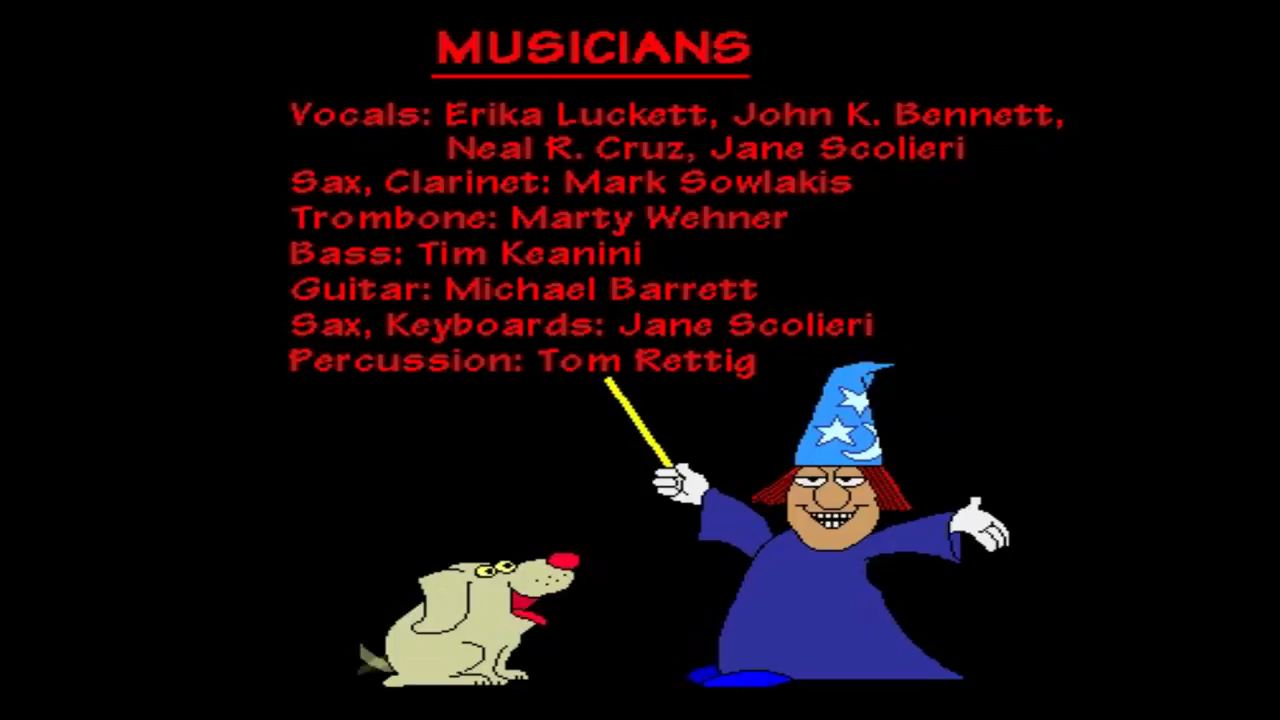 MUSICIANS
Vocals: Erika Luckett, John K. Bennett,
Neal R. Cruz, Jane Scolieri
Sax, Clarinet: Mark Sowlakis
Trombone: Marty Wehner
Bass: Tim Keanini
Guitar: Michael Barrett
Sax, Keyboards: Jane Scolieri
Percussion: Tom Rettig